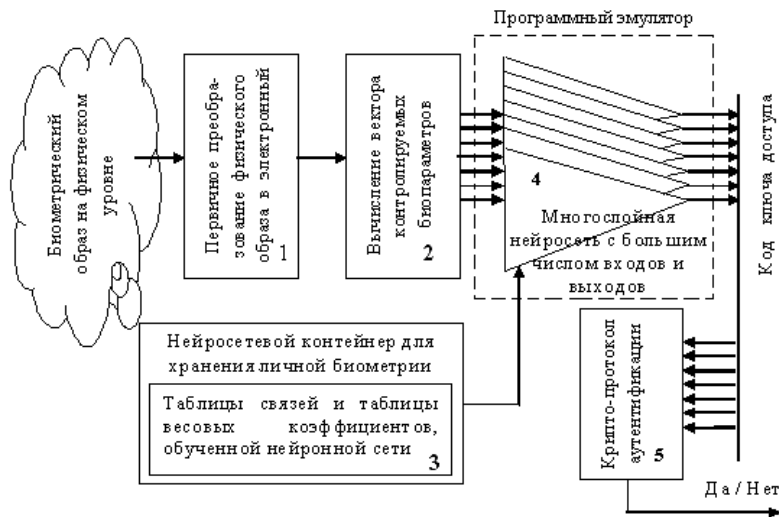 Программный эмулятор
Биометрический
образ на физическом
уровне
Первичное преобра-
зование физического
образа в электронный
1
Вычисление вектора
контролируемых
биопараметров
2
4
Многослойная
нейросеть с большим
числом входов и
выходов
Код ключа доступа
Нейросетевой контейнер для
хранения личной биометрии
Таблицы связей и таблицы
весовых коэффициентов,
обученной нейронной сети
3
Крипто-протокол
аутентификации
5
Да / Нет